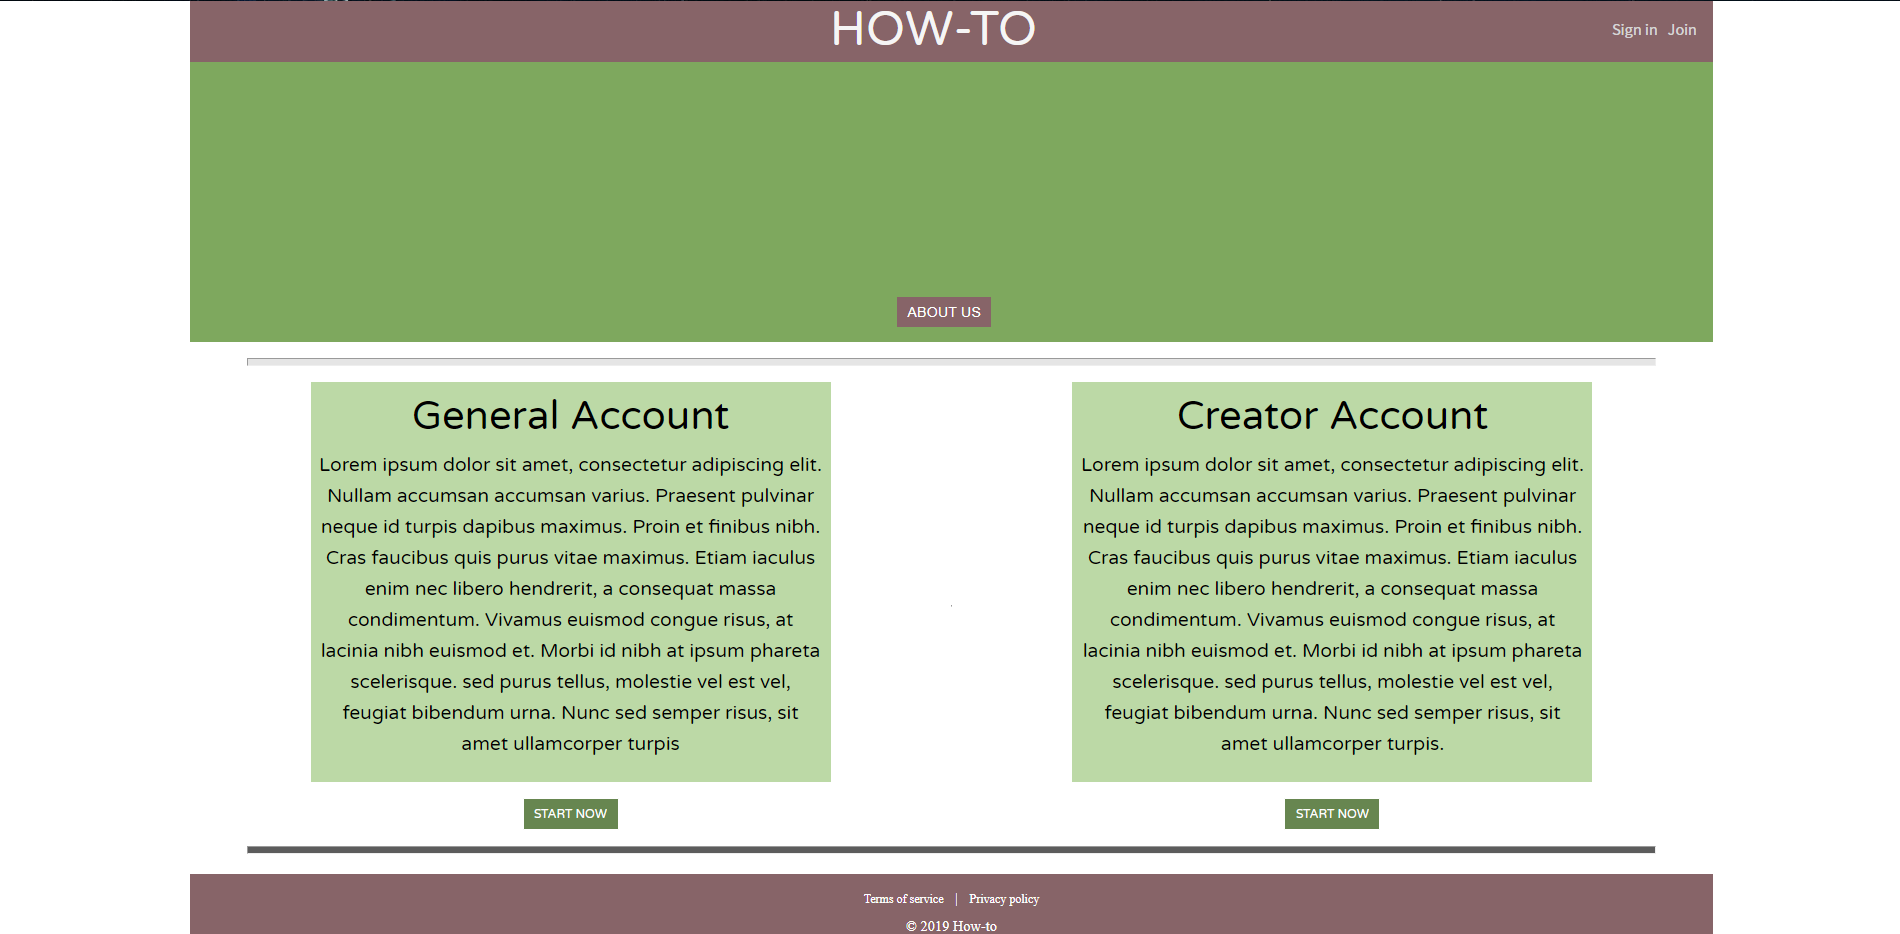 HOW-TO
Sign in Join
ABOUT US
General Account
Lorem ipsum dolor sit amet, consectetur adipiscing elit.
Nullam accumsan accumsan varius. Praesent pulvinar
neque id turpis dapibus maximus. Proin et finibus nibh.
Cras faucibus quis purus vitae maximus. Etiam iaculus
enim nec libero hendrerit, a consequat massa
condimentum. Vivamus euismod congue risus, at
lacinia nibh euismod et. Morbi id nibh at ipsum phareta
scelerisque. sed purus tellus, molestie vel est vel,
feugiat bibendum urna. Nunc sed semper risus, sit
amet ullamcorper turpis
START NOW
Creator Account
Lorem ipsum dolor sit amet, consectetur adipiscing elit.
Nullam accumsan accumsan varius. Praesent pulvinar
neque id turpis dapibus maximus. Proin et finibus nibh.
Cras faucibus quis purus vitae maximus. Etiam iaculus
enim nec libero hendrerit, a consequat massa
condimentum. Vivamus euismod congue risus, at
lacinia nibh euismod et. Morbi id nibh at ipsum phareta
scelerisque. sed purus tellus, molestie vel est vel,
feugiat bibendum urna. Nunc sed semper risus, sit
amet ullamcorper turpis.
START NOW
Terms of service | Privacy policy
© 2019 How-to